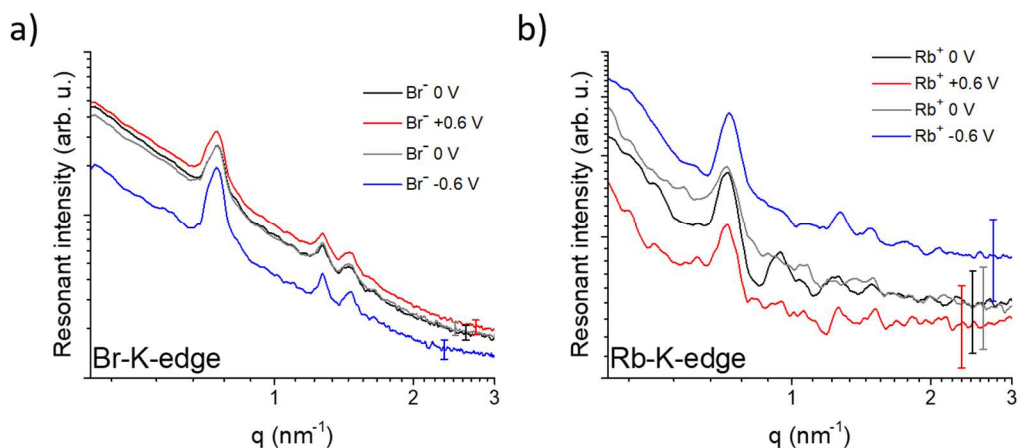 a)
Resonant intensity (arb. u.)
Br⁻ 0 V
Br⁻ +0.6 V
Br⁻ 0 V
Br⁻ -0.6 V
Br-K-edge
1
2
3
q (nm⁻¹)
b)
Resonant intensity (arb. u.)
Rb⁺ 0 V
Rb⁺ +0.6 V
Rb⁺ 0 V
Rb⁺ -0.6 V
Rb-K-edge
1
2
3
q (nm⁻¹)